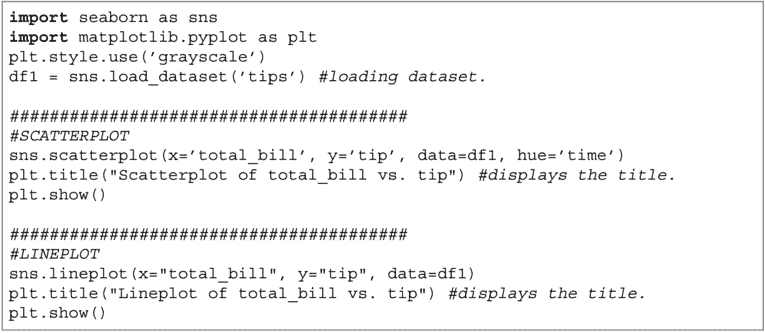 import seaborn as sns
import matplotlib.pyplot as plt
plt.style.use('grayscale')
df1 = sns.load_dataset('tips') #loading dataset.
########################################
#SCATTERPLOT
sns.scatterplot(x='total_bill', y='tip', data=df1, hue='time')
plt.title("Scatterplot of total_bill vs. tip") #displays the title.
plt.show()
########################################
#LINEPLOT
sns.lineplot(x="total_bill", y="tip", data=df1)
plt.title("Lineplot of total_bill vs. tip") #displays the title.
plt.show()